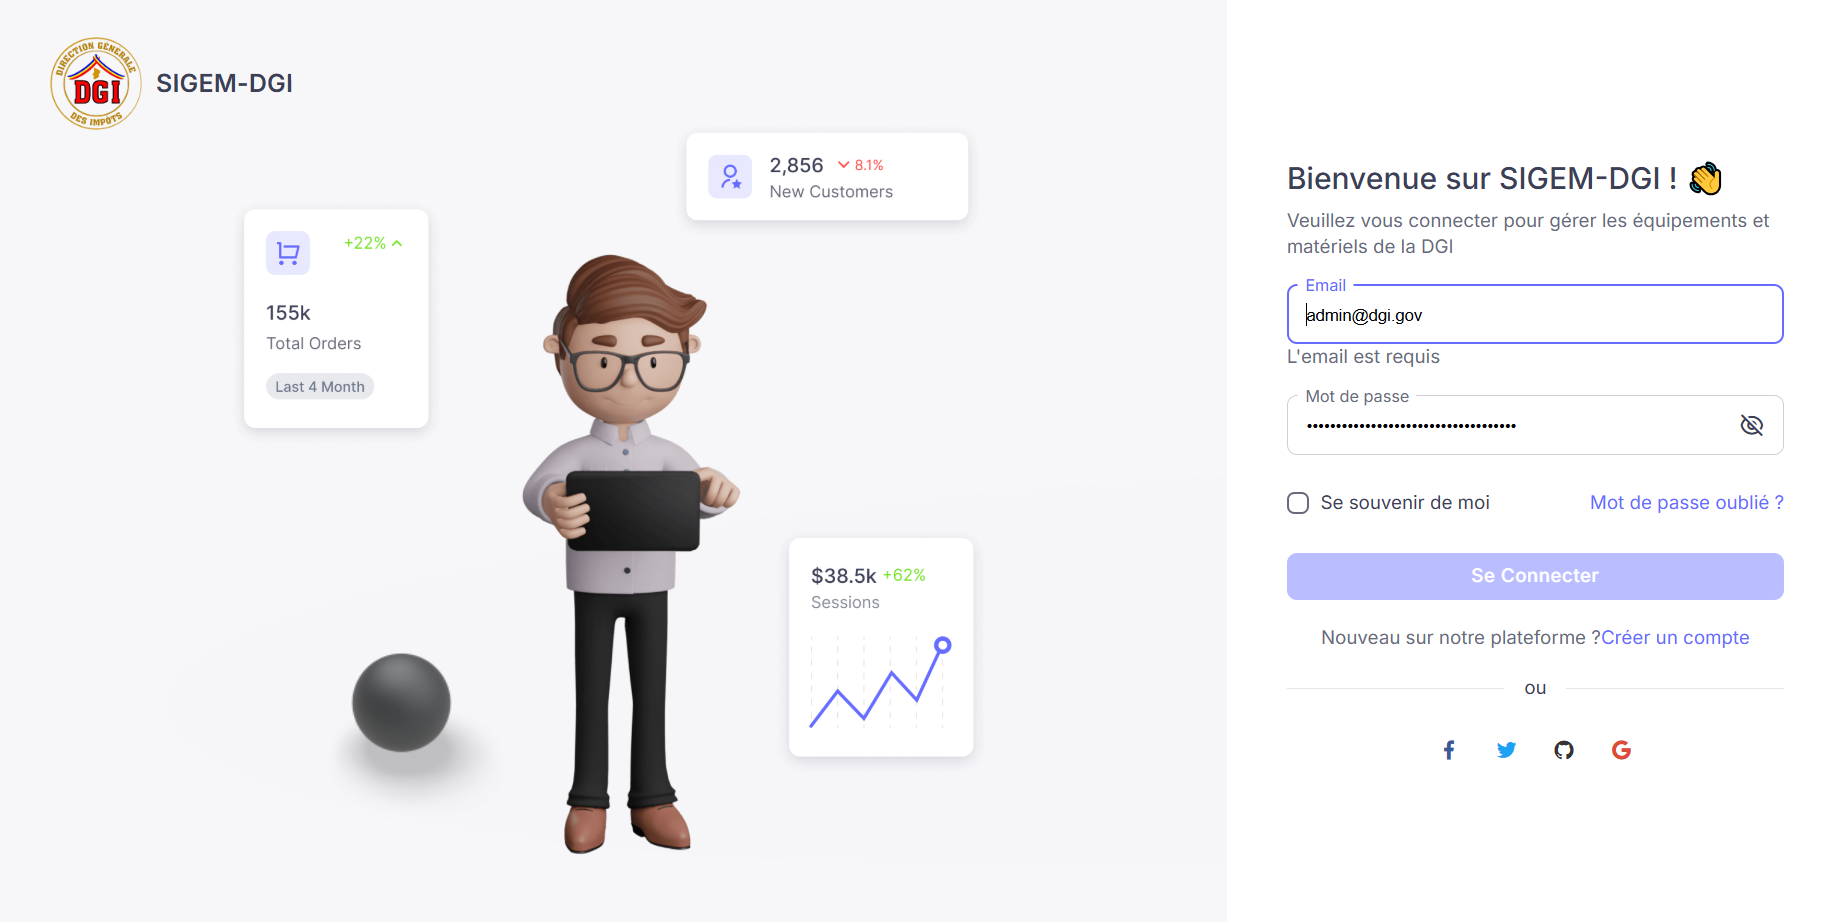 DIRECTION GÉNÉRALE
DGI
DES IMPÔTS
SIGEM-DGI
2,856 8.1%
New Customers
+22%
155k
Total Orders
Last 4 Month
$38.5k +62%
Sessions
Bienvenue sur SIGEM-DGI ! 👋
Veuillez vous connecter pour gérer les équipements et
matériels de la DGI
Email
admin@dgi.gov
L'email est requis
Mot de passe
••••••••••••••••••••••••••••••••••••
Se souvenir de moi
Mot de passe oublié ?
Se Connecter
Nouveau sur notre plateforme ?Créer un compte
ou